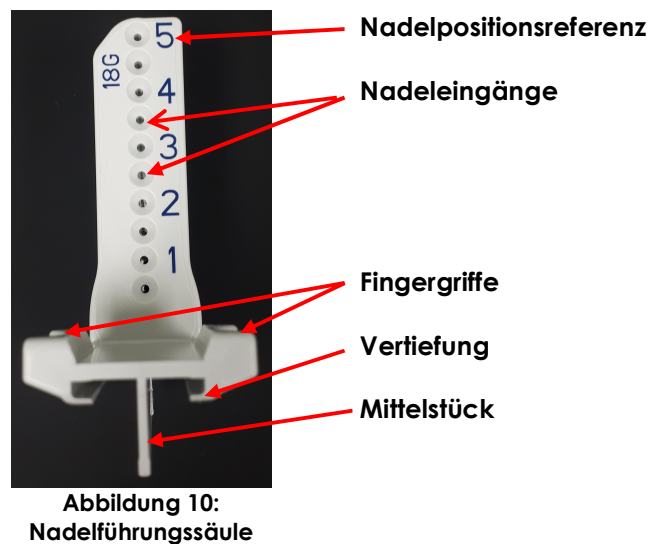 Nadelpositionsreferenz
5
18G
4
Nadeleingänge
3
2
1
Fingergriffe
Vertiefung
Mittelstück
Abbildung 10:
Nadelführungssäule